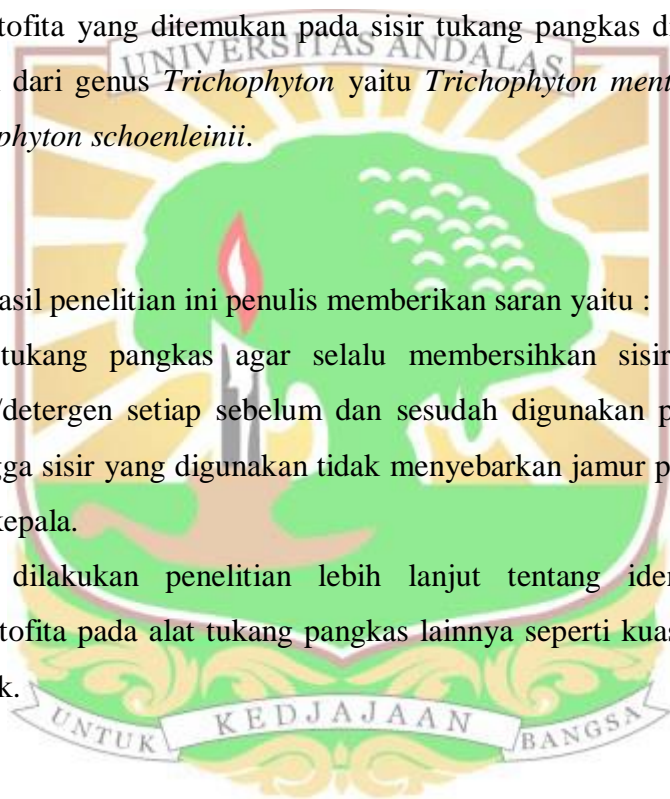 tofita yang ditemukan pada sisir tukang pangkas d
UNIVERSITAS ANDALAS
dari genus Trichophyton yaitu Trichophyton ment
phyton schoenleinii.
asil penelitian ini penulis memberikan saran yaitu :
tukang pangkas agar selalu membersihkan sisir
/detergen setiap sebelum dan sesudah digunakan p
gga sisir yang digunakan tidak menyebarkan jamur p
kepala.
dilakukan penelitian lebih lanjut tentang iden
tofita pada alat tukang pangkas lainnya seperti kuas
k.
UNTUK KEDJAJAAN BANGSA